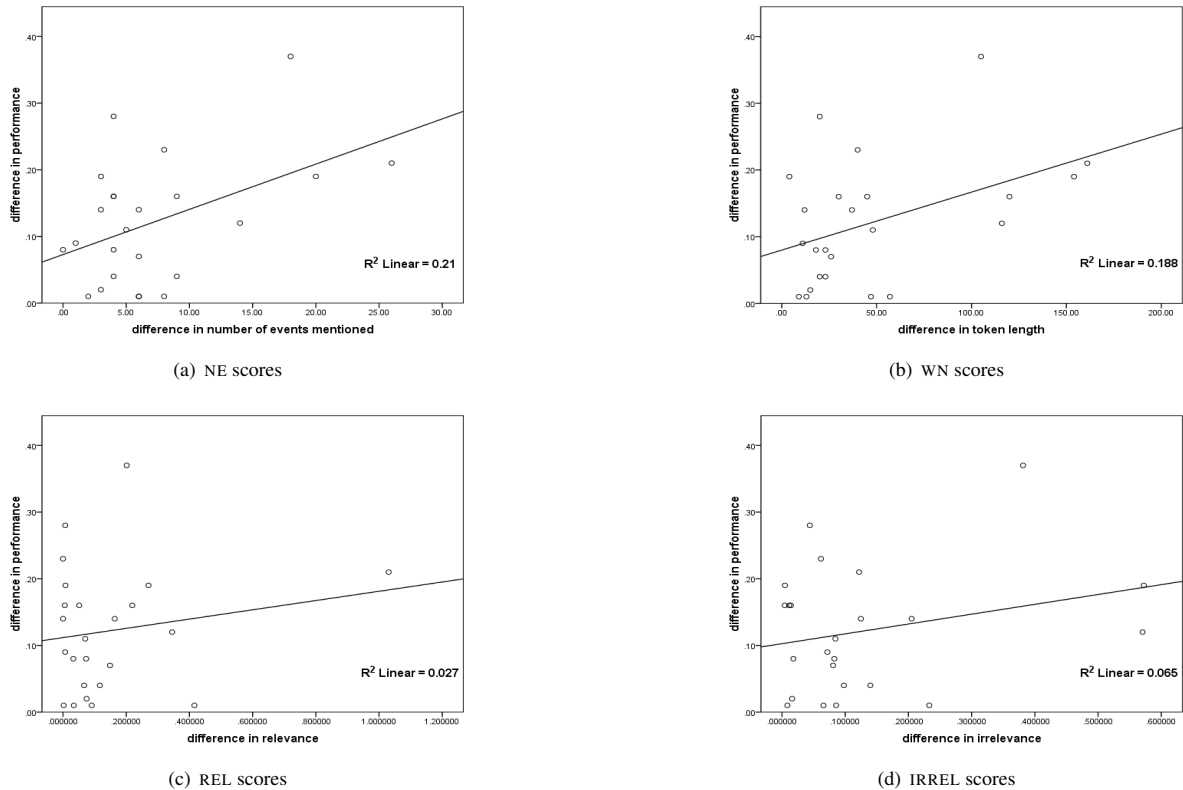 .40
.30
.20
.10
.00
difference in performance
.00 5.00 10.00 15.00 20.00 25.00 30.00
difference in number of events mentioned
R² Linear = 0.21
(a) NE scores
.40
.30
.20
.10
.00
difference in performance
.00 50.00 100.00 150.00 200.00
difference in token length
R² Linear = 0.188
(b) WN scores
.40
.30
.20
.10
.00
difference in performance
.000000 .200000 .400000 .600000 .800000 1.000000 1.200000
difference in relevance
R² Linear = 0.027
(c) REL scores
.40
.30
.20
.10
.00
difference in performance
.000000 .100000 .200000 .300000 .400000 .500000 .600000
difference in irrelevance
R² Linear = 0.065
(d) IRREL scores